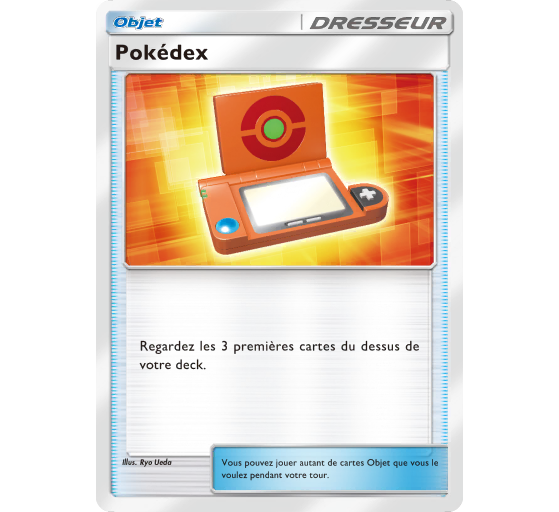 Objet
DRESSEUR
Pokédex
Regardez les 3 premières cartes du dessus de
votre deck.
Illus. Ryo Ueda
Vous pouvez jouer autant de cartes Objet que vous le
voulez pendant votre tour.